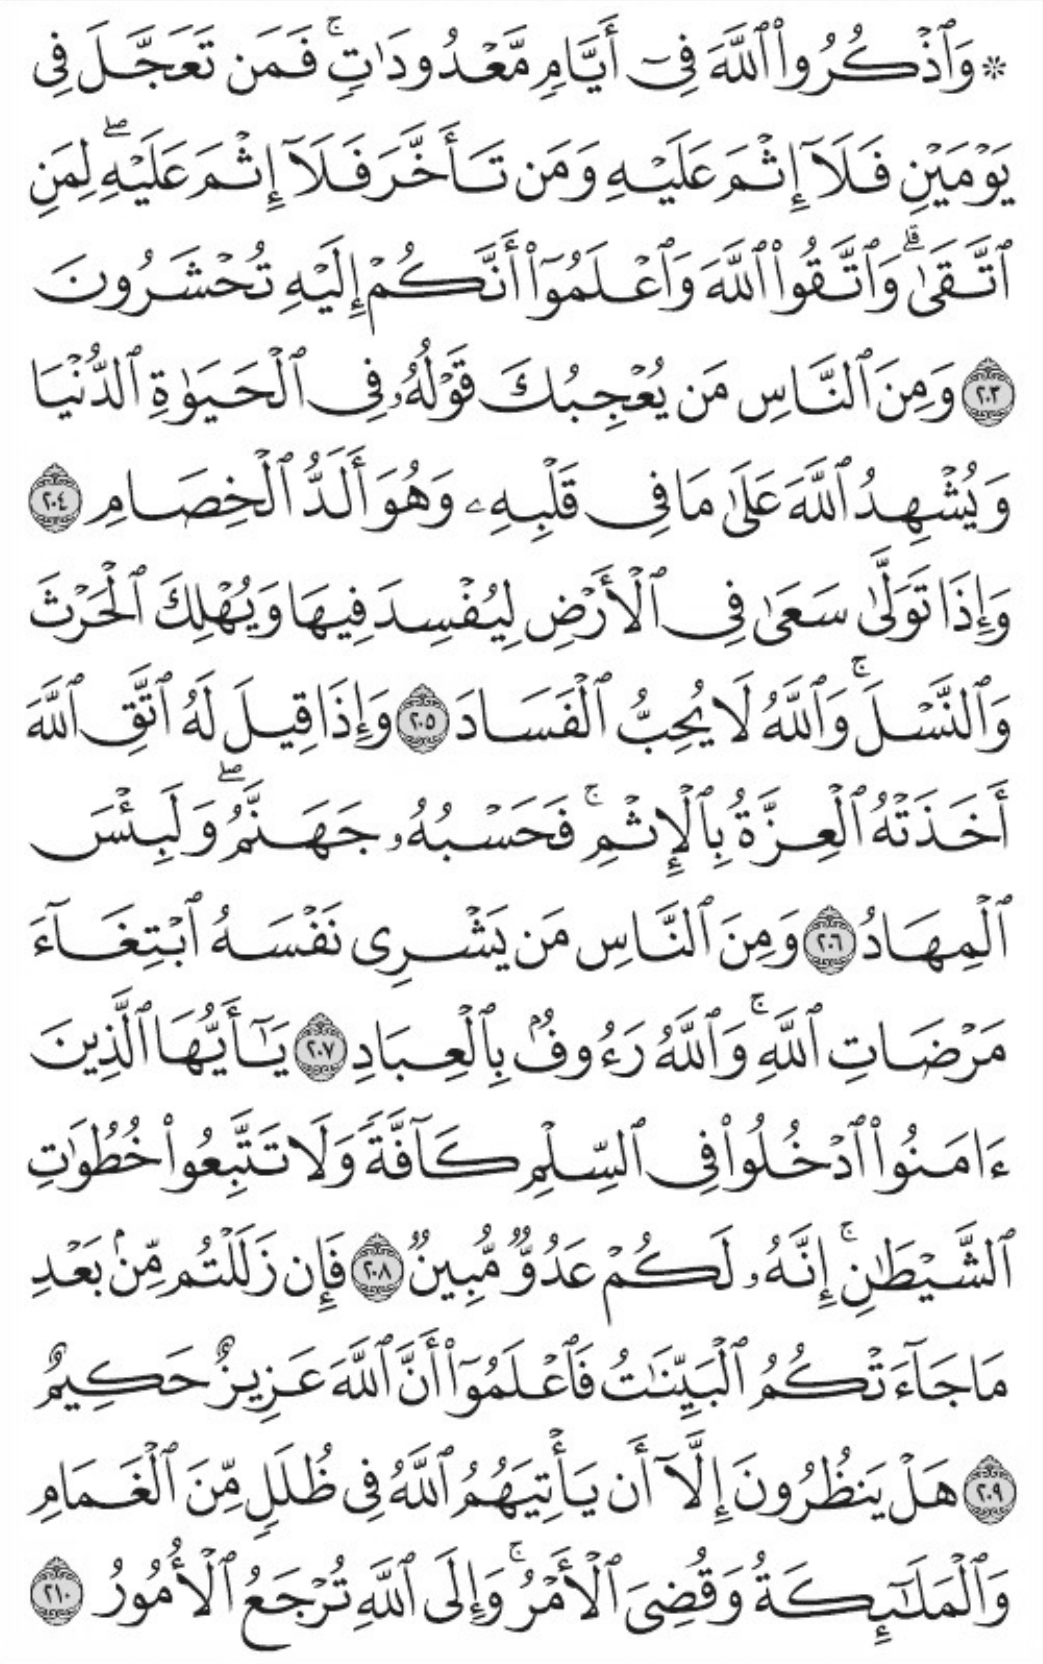 ۞ وَٱذْكُرُوا۟ ٱللَّهَ فِىٓ أَيَّامٍ مَّعْدُودَٰتٍ ۚ فَمَن تَعَجَّلَ فِى
يَوْمَيْنِ فَلَآ إِثْمَ عَلَيْهِ وَمَن تَأَخَّرَ فَلَآ إِثْمَ عَلَيْهِ ۖ لِمَنِ
ٱتَّقَىٰ ۗ وَٱتَّقُوا۟ ٱللَّهَ وَٱعْلَمُوٓا۟ أَنَّكُمْ إِلَيْهِ تُحْشَرُونَ
٢٠٣ وَمِنَ ٱلنَّاسِ مَن يُعْجِبُكَ قَوْلُهُۥ فِى ٱلْحَيَوٰةِ ٱلدُّنْيَا
وَيُشْهِدُ ٱللَّهَ عَلَىٰ مَا فِى قَلْبِهِۦ وَهُوَ أَلَدُّ ٱلْخِصَامِ ٢٠٤
وَإِذَا تَوَلَّىٰ سَعَىٰ فِى ٱلْأَرْضِ لِيُفْسِدَ فِيهَا وَيُهْلِكَ ٱلْحَرْثَ
وَٱلنَّسْلَ ۚ وَٱللَّهُ لَا يُحِبُّ ٱلْفَسَادَ ٢٠٥ وَإِذَا قِيلَ لَهُ ٱتَّقِ ٱللَّهَ
أَخَذَتْهُ ٱلْعِزَّةُ بِٱلْإِثْمِ ۚ فَحَسْبُهُۥ جَهَنَّمُ ۖ وَلَبِئْسَ
ٱلْمِهَادُ ٢٠٦ وَمِنَ ٱلنَّاسِ مَن يَشْرِى نَفْسَهُ ٱبْتِغَآءَ
مَرْضَاتِ ٱللَّهِ ۚ وَٱللَّهُ رَءُوفٌۢ بِٱلْعِبَادِ ٢٠٧ يَٰٓأَيُّهَا ٱلَّذِينَ
ءَامَنُوا۟ ٱدْخُلُوا۟ فِى ٱلسِّلْمِ كَآفَّةً وَلَا تَتَّبِعُوا۟ خُطُوَٰتِ
ٱلشَّيْطَٰنِ ۚ إِنَّهُۥ لَكُمْ عَدُوٌّ مُّبِينٌ ٢٠٨ فَإِن زَلَلْتُم مِّنۢ بَعْدِ
مَا جَآءَتْكُمُ ٱلْبَيِّنَٰتُ فَٱعْلَمُوٓا۟ أَنَّ ٱللَّهَ عَزِيزٌ حَكِيمٌ
٢٠٩ هَلْ يَنظُرُونَ إِلَّآ أَن يَأْتِيَهُمُ ٱللَّهُ فِى ظُلَلٍ مِّنَ ٱلْغَمَامِ
وَٱلْمَلَٰٓئِكَةُ وَقُضِىَ ٱلْأَمْرُ ۚ وَإِلَى ٱللَّهِ تُرْجَعُ ٱلْأُمُورُ ٢١٠